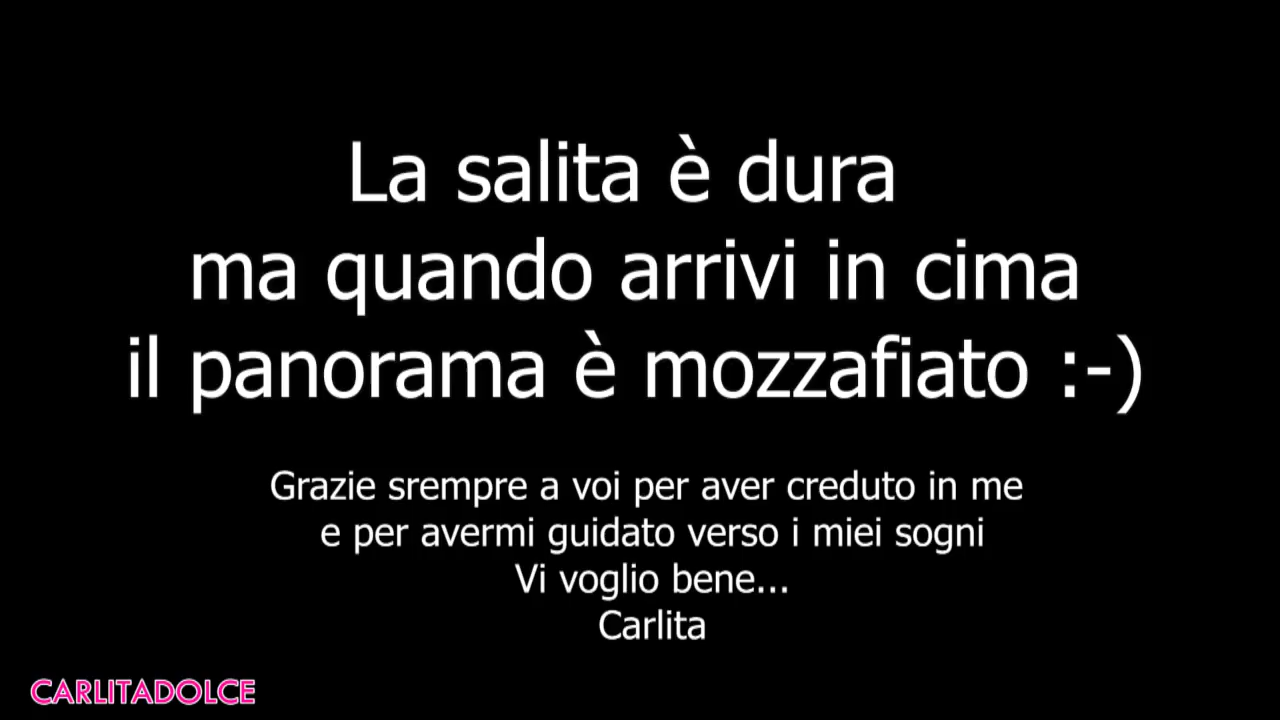 La salita è dura
ma quando arrivi in cima
il panorama è mozzafiato :-)
Grazie srempre a voi per aver creduto in me
e per avermi guidato verso i miei sogni
Vi voglio bene...
Carlita
CARLITADOLCE